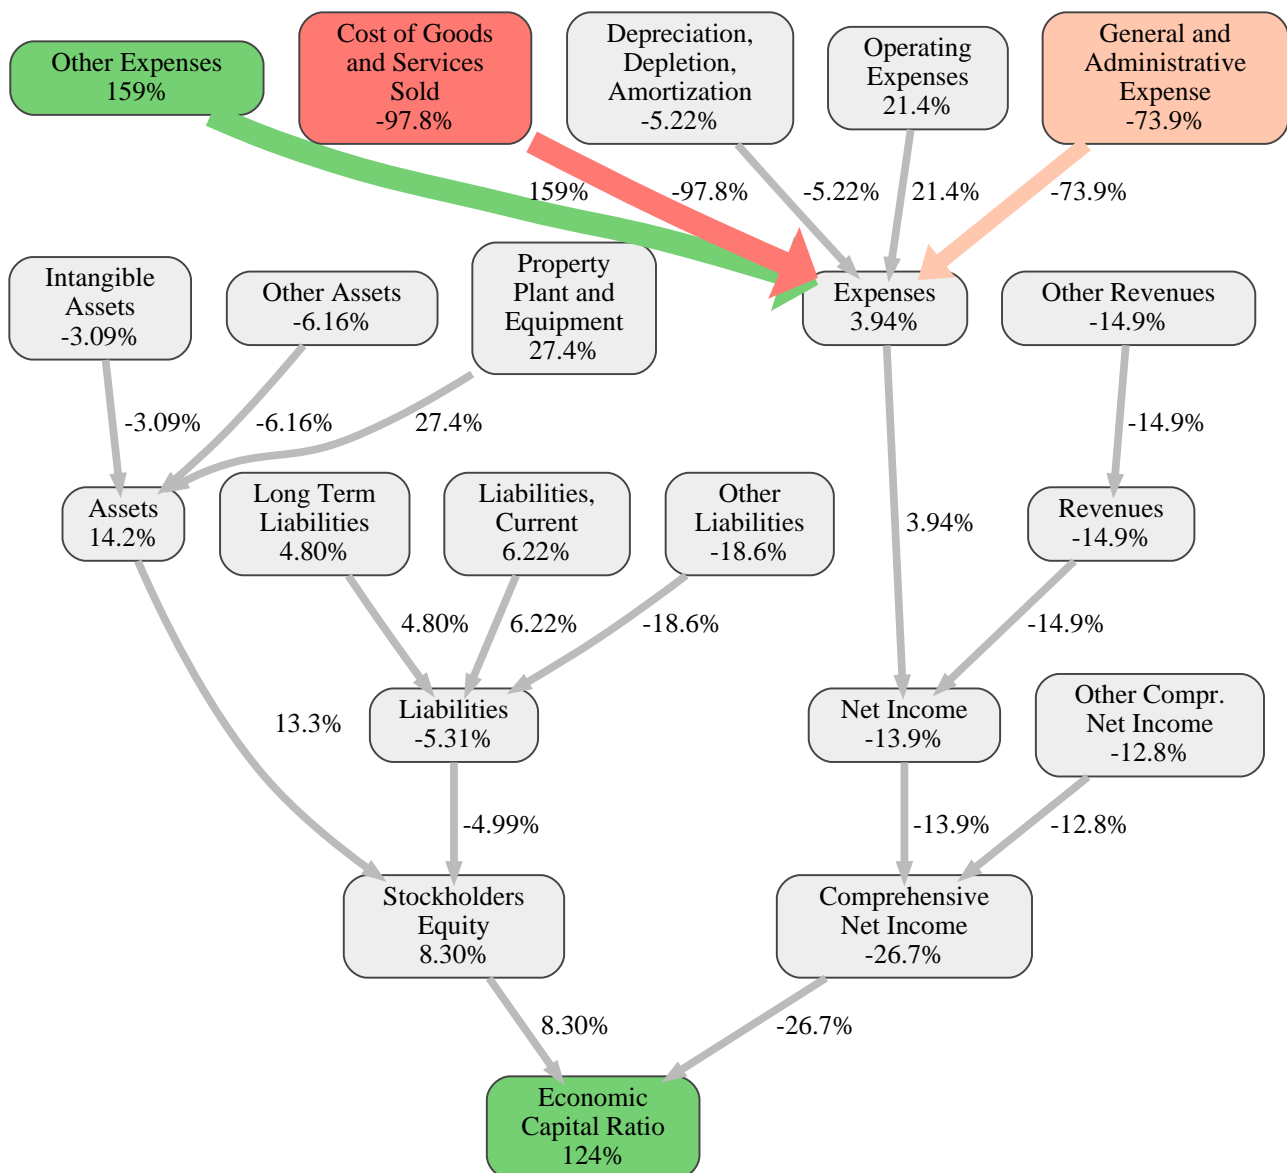 Other Expenses
159%
Cost of Goods
and Services
Sold
-97.8%
Depreciation,
Depletion,
Amortization
-5.22%
Operating
Expenses
21.4%
General and
Administrative
Expense
-73.9%
159%
-97.8%
-5.22%
21.4%
-73.9%
Intangible
Assets
-3.09%
Other Assets
-6.16%
Property
Plant and
Equipment
27.4%
Expenses
3.94%
Other Revenues
-14.9%
-3.09%
-6.16%
27.4%
-14.9%
Assets
14.2%
Long Term
Liabilities
4.80%
Liabilities,
Current
6.22%
Other
Liabilities
-18.6%
3.94%
Revenues
-14.9%
4.80%
6.22%
-18.6%
-14.9%
13.3%
Liabilities
-5.31%
Net Income
-13.9%
Other Compr.
Net Income
-12.8%
-4.99%
-13.9%
-12.8%
Stockholders
Equity
8.30%
Comprehensive
Net Income
-26.7%
8.30%
-26.7%
Economic
Capital Ratio
124%